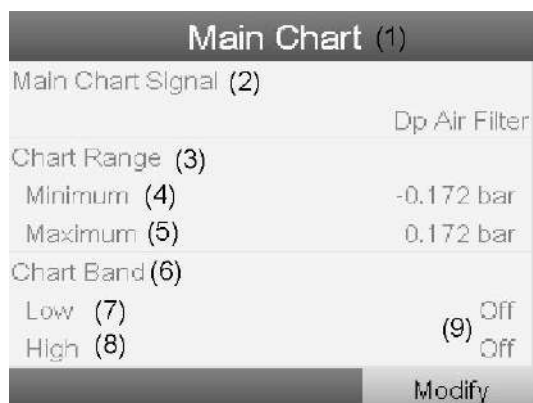 Main Chart (1)
Main Chart Signal (2)
Dp Air Filter
Chart Range (3)
Minimum (4) -0.172 bar
Maximum (5) 0.172 bar
Chart Band (6)
Low (7) Off
(9)
High (8) Off
Modify